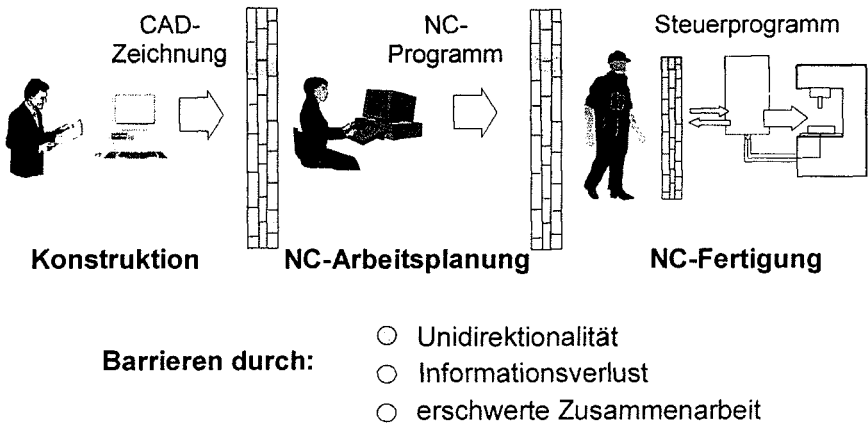 CAD-
Zeichnung
NC-
Programm
Steuerprogramm
Konstruktion
NC-Arbeitsplanung
NC-Fertigung
Barrieren durch:
Unidirektionalität
Informationsverlust
erschwerte Zusammenarbeit